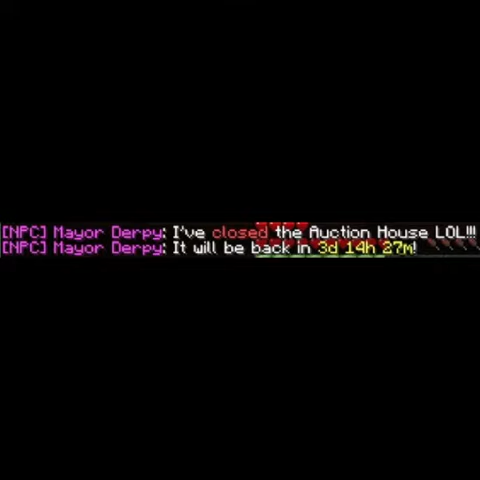 [NPC] Mayor Derpy: I've closed the Auction House LOL!!!
[NPC] Mayor Derpy: It will be back in 3d 14h 27m!